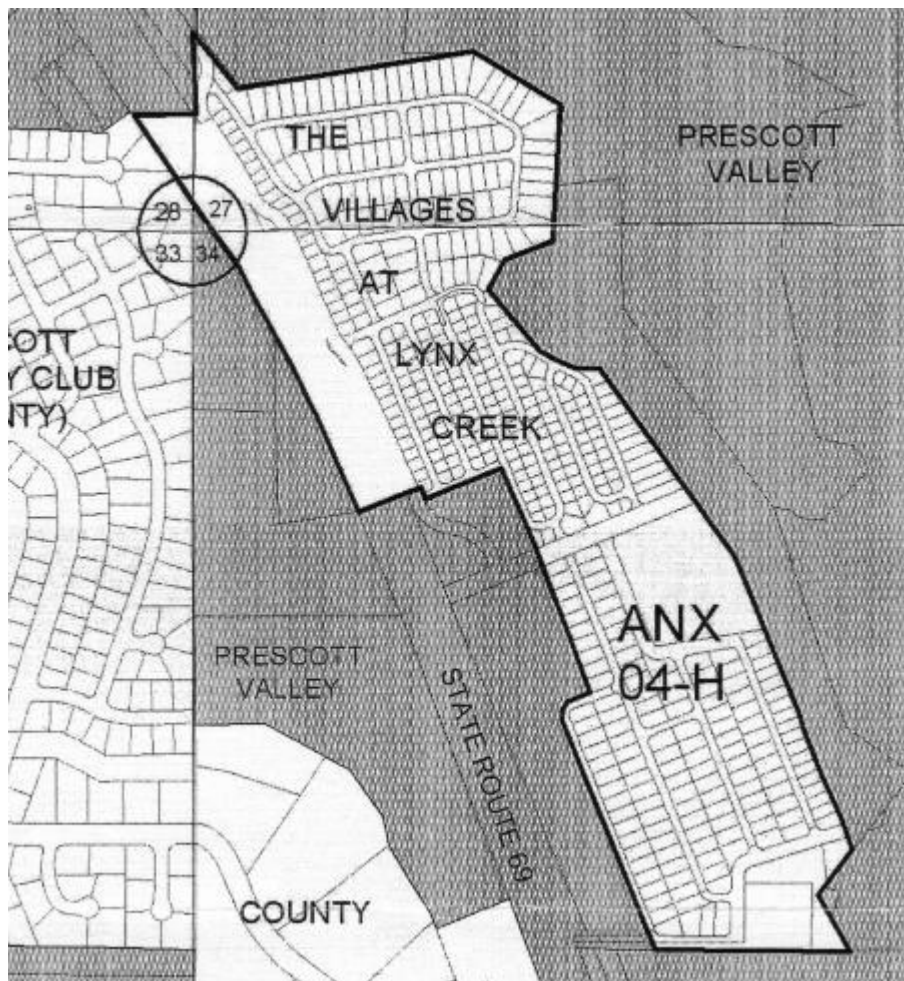 THE
VILLAGES
AT
LYNX
CREEK
PRESCOTT
VALLEY
28 27
33 34
COTT
Y CLUB
NTY)
ANX
04-H
PRESCOTT
VALLEY
STATE ROUTE 69
COUNTY